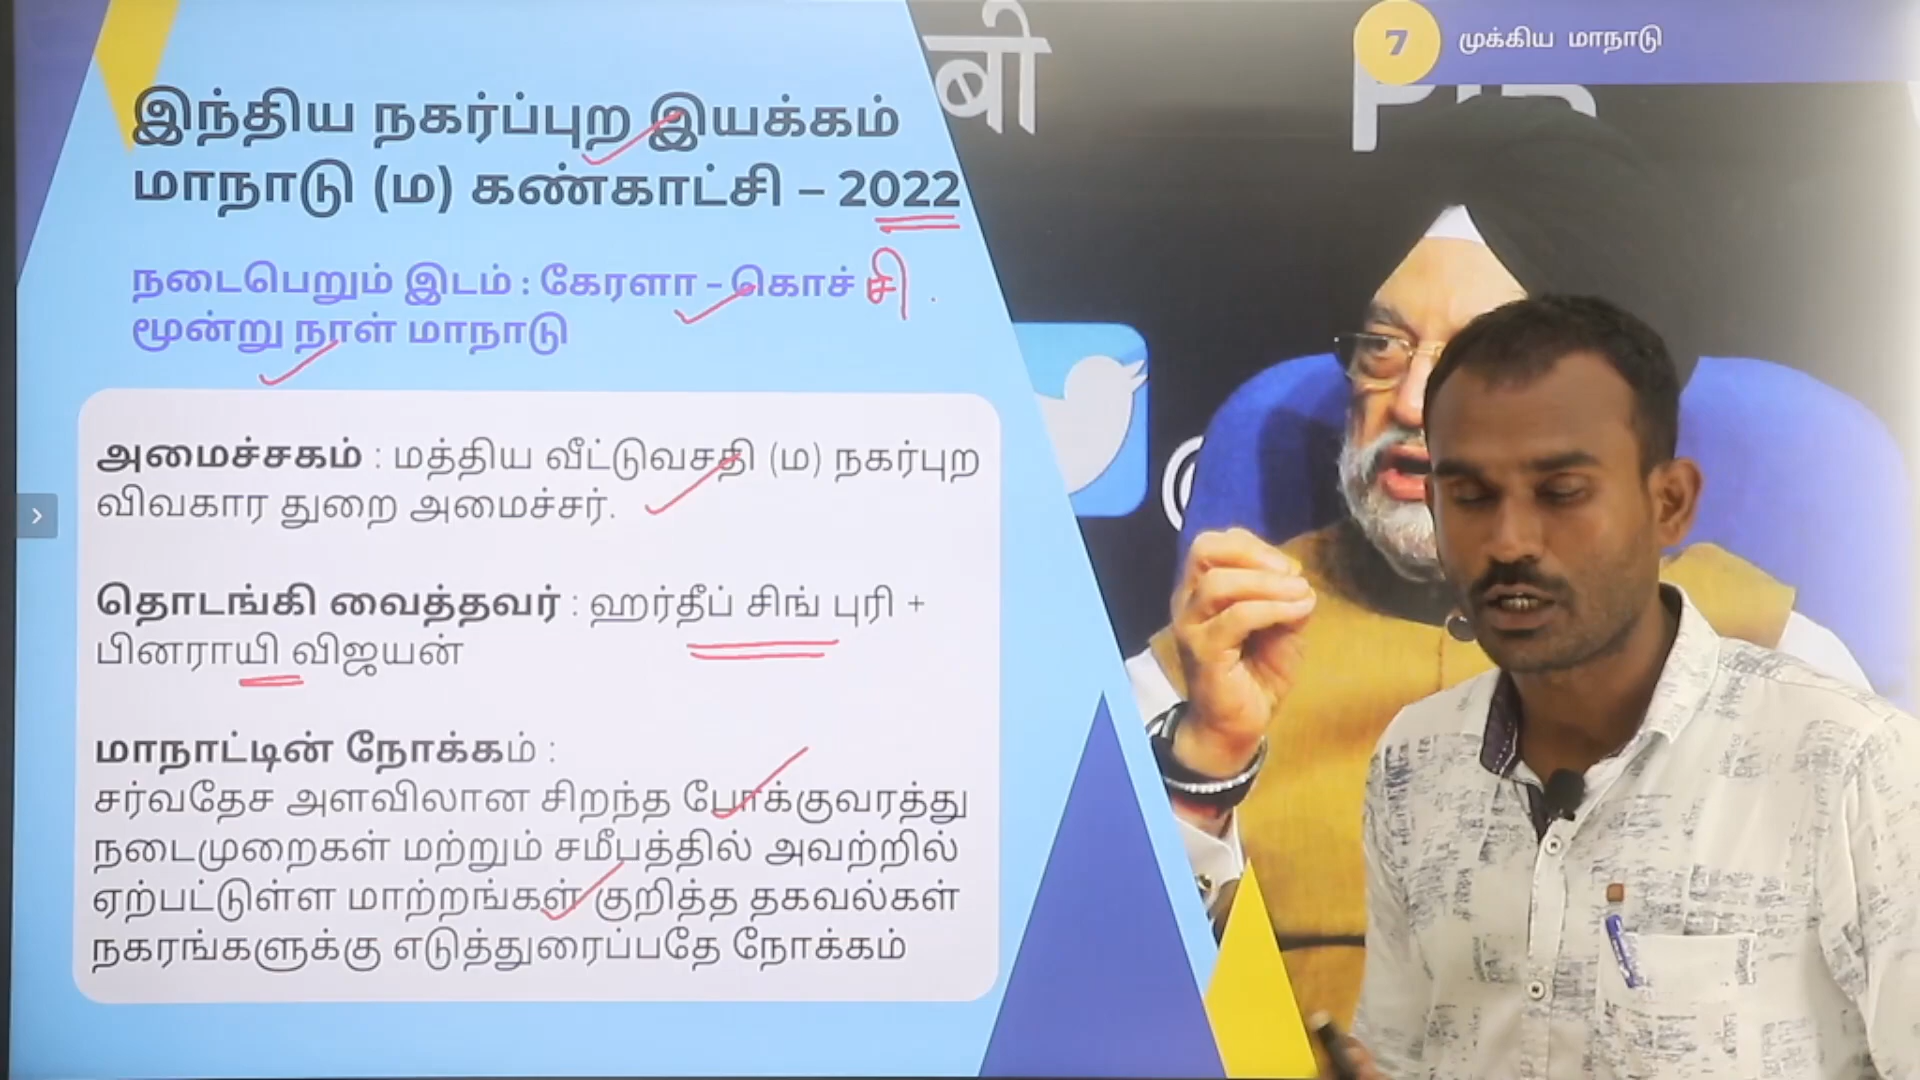 बी
7
முக்கிய மாநாடு
PIB
இந்திய நகர்ப்புற இயக்கம்
மாநாடு (ம) கண்காட்சி – 2022
நடைபெறும் இடம் : கேரளா – கொச்சி
மூன்று நாள் மாநாடு
அமைச்சகம் : மத்திய வீட்டுவசதி (ம) நகர்புற
விவகார துறை அமைச்சர்.
தொடங்கி வைத்தவர் : ஹர்தீப் சிங் புரி +
பினராயி விஜயன்
மாநாட்டின் நோக்கம் :
சர்வதேச அளவிலான சிறந்த போக்குவரத்து
நடைமுறைகள் மற்றும் சமீபத்தில் அவற்றில்
ஏற்பட்டுள்ள மாற்றங்கள் குறித்த தகவல்கள்
நகரங்களுக்கு எடுத்துரைப்பதே நோக்கம்